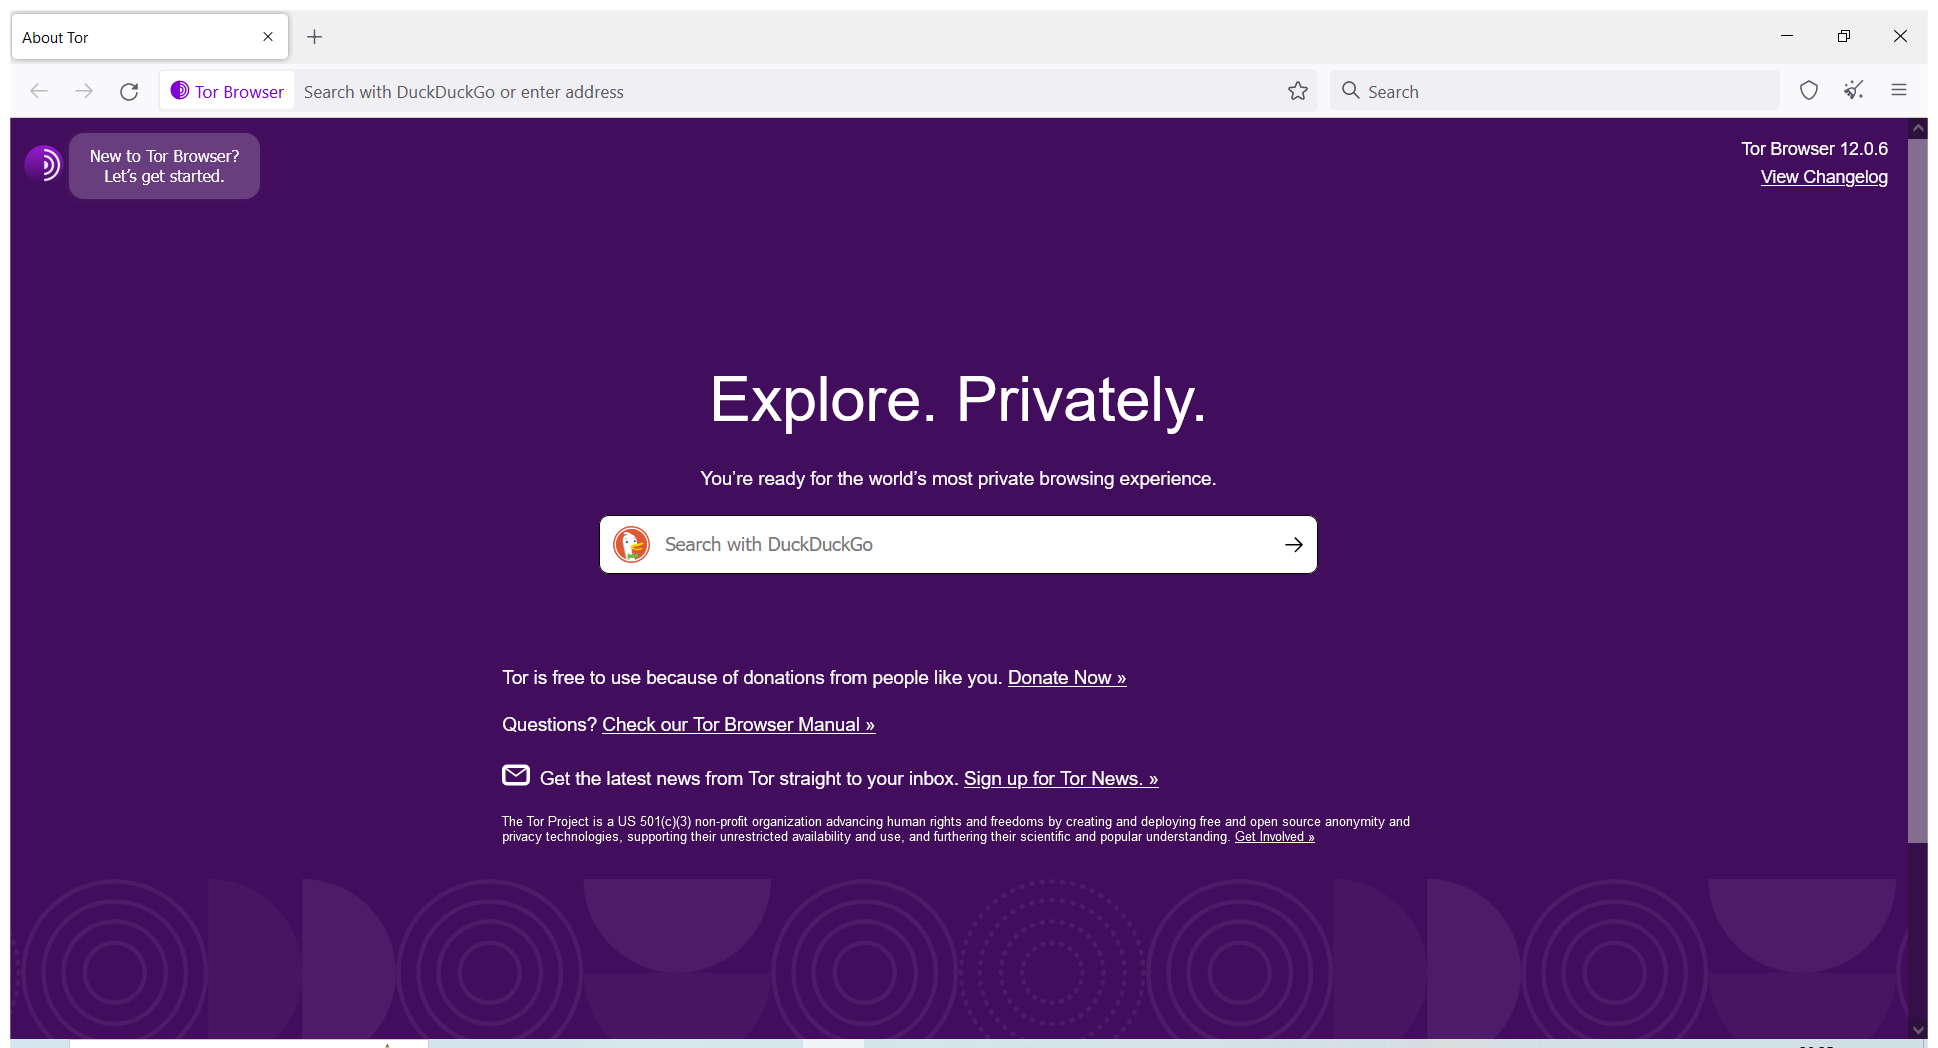 About Tor
Tor Browser
Search with DuckDuckGo or enter address
Search
New to Tor Browser?
Let’s get started.
Tor Browser 12.0.6
View Changelog
Explore. Privately.
You’re ready for the world’s most private browsing experience.
Search with DuckDuckGo
Tor is free to use because of donations from people like you. Donate Now »
Questions? Check our Tor Browser Manual »
Get the latest news from Tor straight to your inbox. Sign up for Tor News. »
The Tor Project is a US 501(c)(3) non-profit organization advancing human rights and freedoms by creating and deploying free and open source anonymity and
privacy technologies, supporting their unrestricted availability and use, and furthering their scientific and popular understanding. Get Involved »